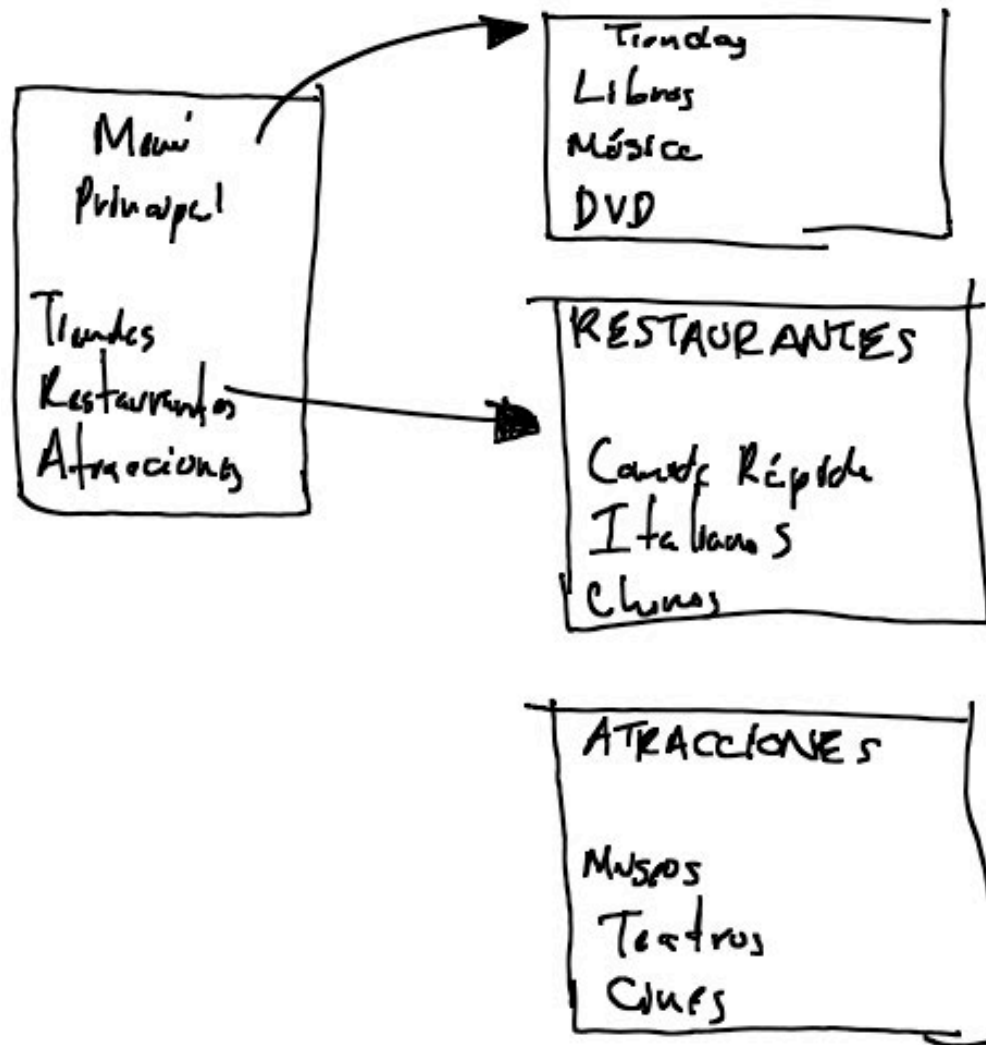 Menú
Principal
Tiendas
Restaurantes
Atracciones
Tiendas
Libros
Música
DVD
RESTAURANTES
Comida Rápida
Italianos
Chinos
ATRACCIONES
Museos
Teatros
Cines